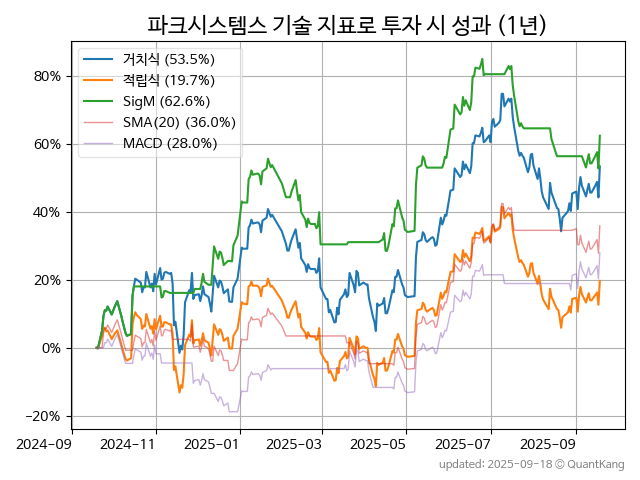 파크시스템스 기술 지표로 투자 시 성과 (1년)
거치식 (53.5%)
적립식 (19.7%)
SigM (62.6%)
SMA(20) (36.0%)
MACD (28.0%)
80%
60%
40%
20%
0%
−20%
2024-09
2024-11
2025-01
2025-03
2025-05
2025-07
2025-09
updated: 2025-09-18 © QuantKang